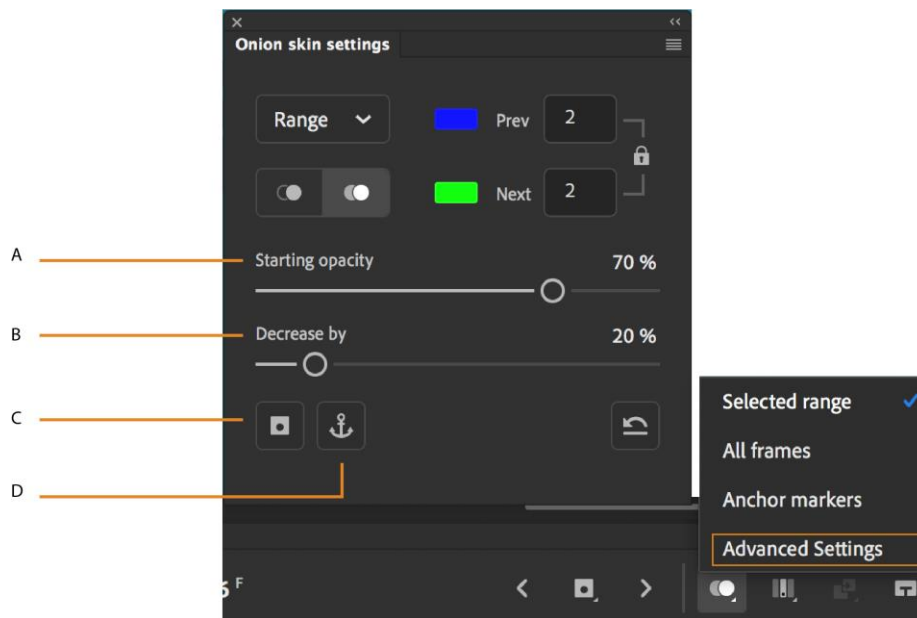 Onion skin settings
Range
Prev 2
Next 2
A
Starting opacity 70 %
B
Decrease by 20 %
C
D
Selected range
All frames
Anchor markers
Advanced Settings
F